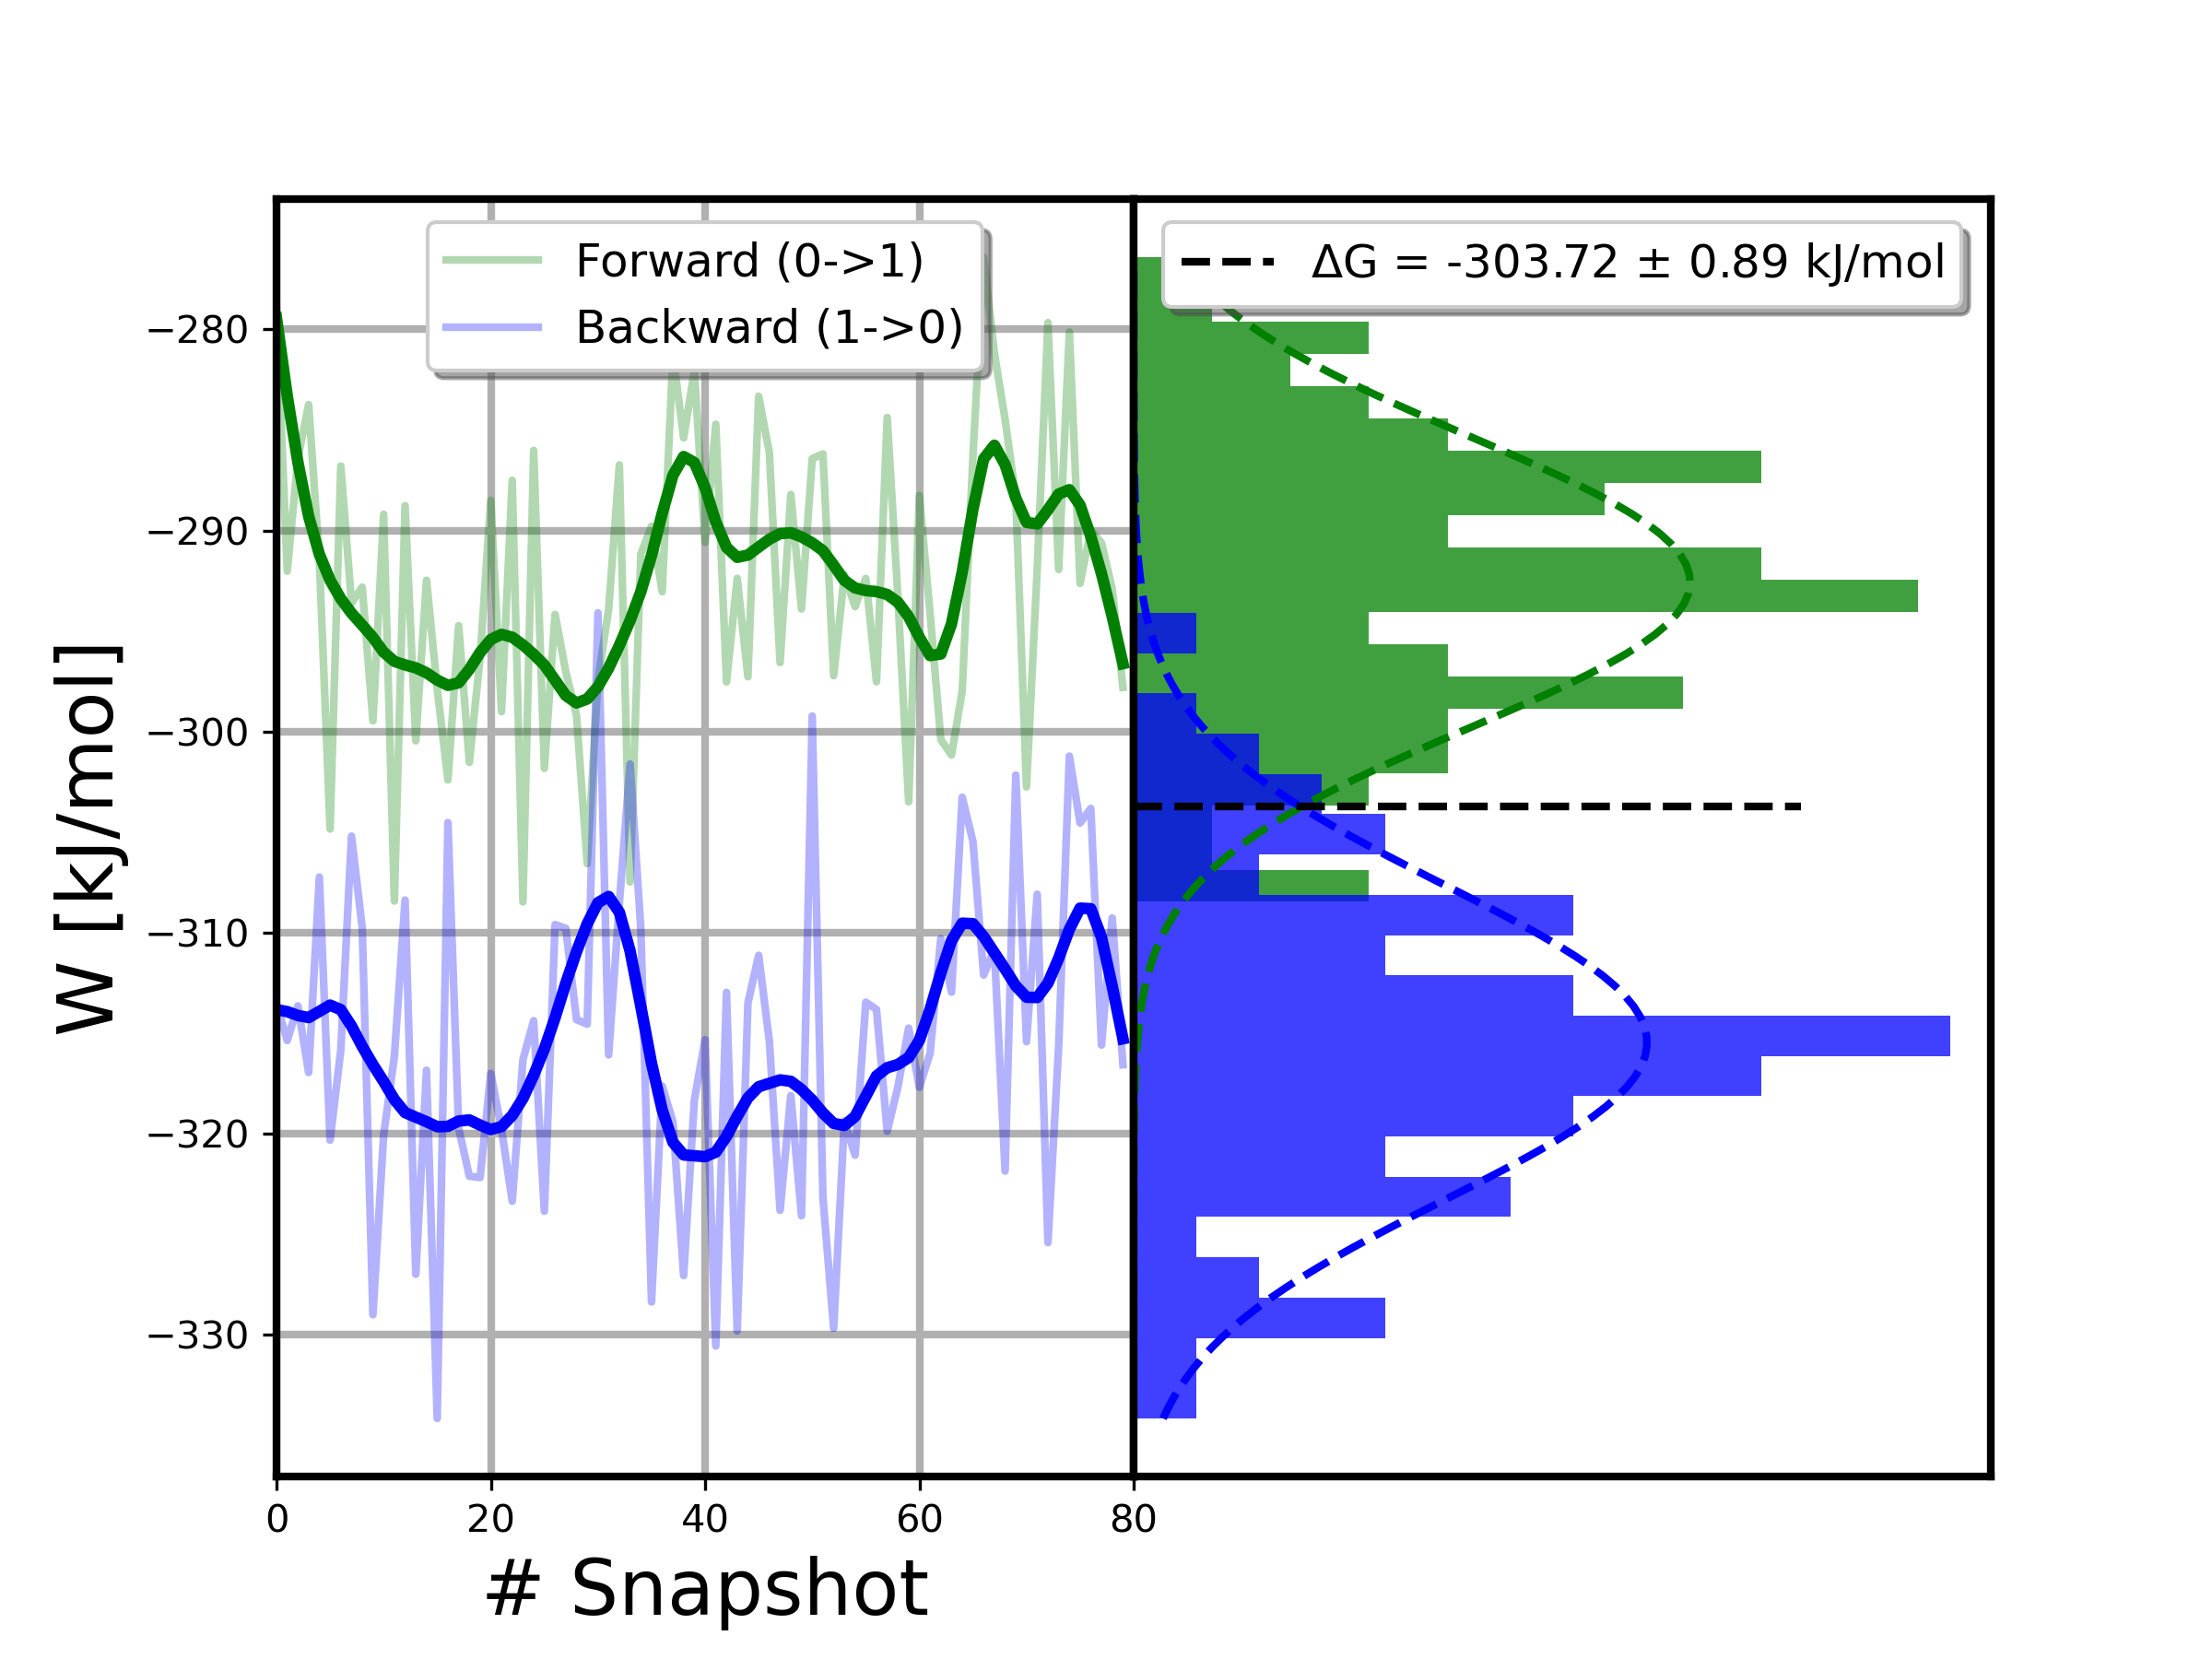 Forward (0->1)
Backward (1->0)
ΔG = -303.72 ± 0.89 kJ/mol
W [kJ/mol]
−280
−290
−300
−310
−320
−330
0 20 40 60 80
# Snapshot